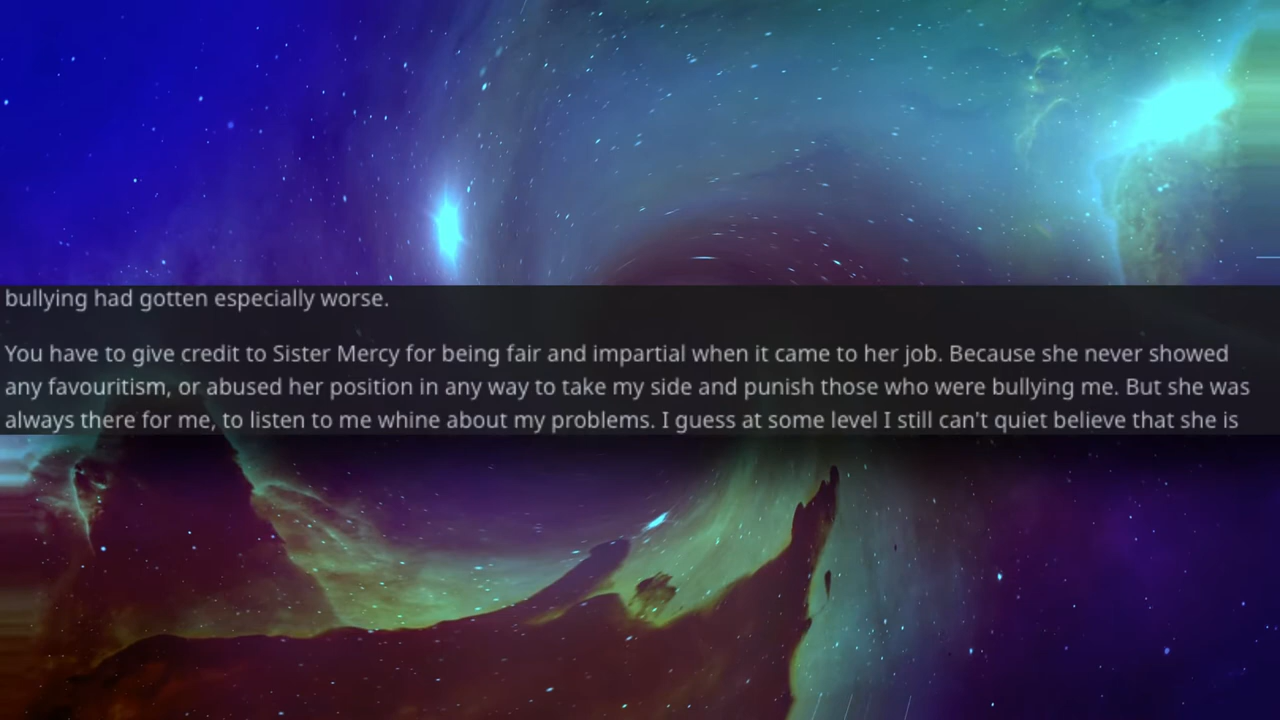 bullying had gotten especially worse.
You have to give credit to Sister Mercy for being fair and impartial when it came to her job. Because she never showed
any favouritism, or abused her position in any way to take my side and punish those who were bullying me. But she was
always there for me, to listen to me whine about my problems. I guess at some level I still can't quiet believe that she is